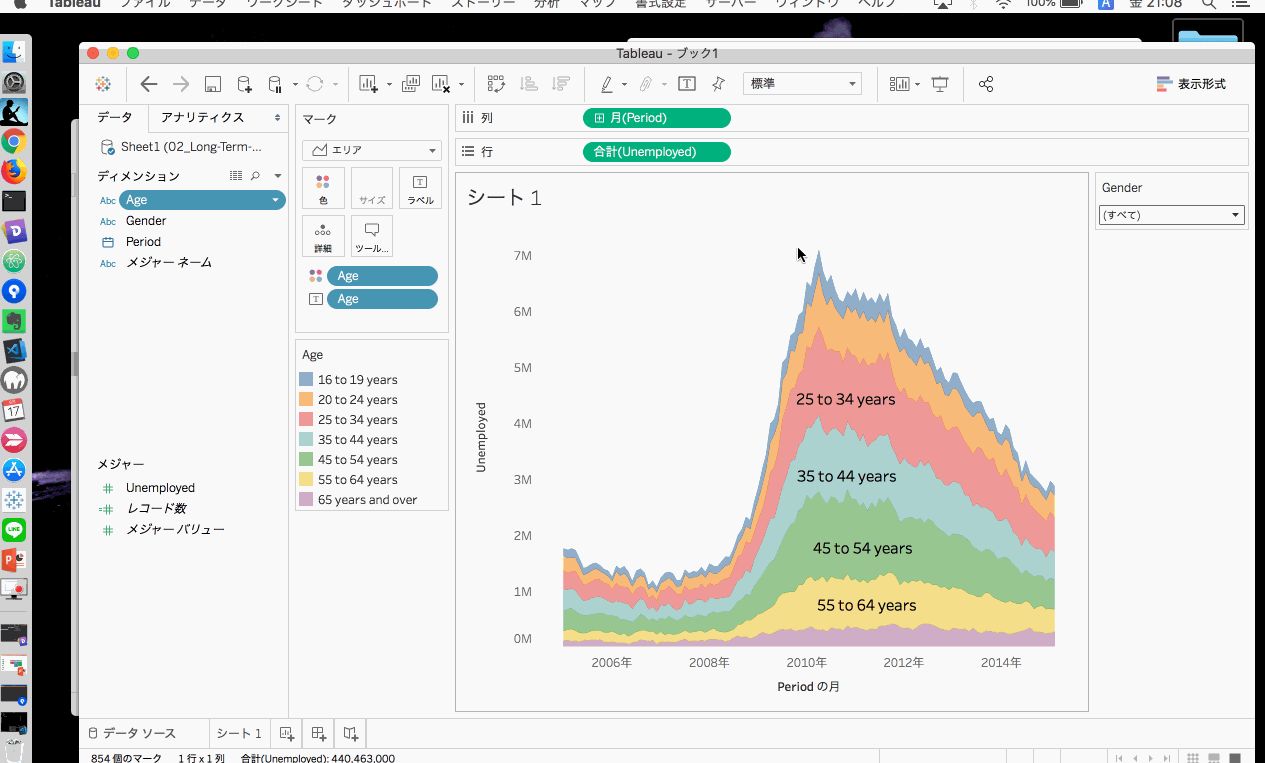 Tableau ファイル データ ワークシート ダッシュボード ストーリー 分析 マップ 書式設定 サーバー ウィンドウ ヘルプ 100% A 金 21:08
Tableau - ブック1
標準
表示形式
データ アナリティクス
Sheet1 (02_Long-Term-...
ディメンション
Abc Age
Abc Gender
Period
Abc メジャー ネーム
メジャー
Unemployed
レコード数
メジャー バリュー
マーク
エリア
色 サイズ ラベル
詳細 ツール...
Age
Age
Age
16 to 19 years
20 to 24 years
25 to 34 years
35 to 44 years
45 to 54 years
55 to 64 years
65 years and over
列 月(Period)
行 合計(Unemployed)
シート 1
7M
6M
5M
4M
3M
2M
1M
0M
Unemployed
25 to 34 years
35 to 44 years
45 to 54 years
55 to 64 years
2006年 2008年 2010年 2012年 2014年
Period の月
Gender
(すべて)
データ ソース シート 1
854 個のマーク 1 行 x 1 列 合計(Unemployed): 440,463,000
17
LINE